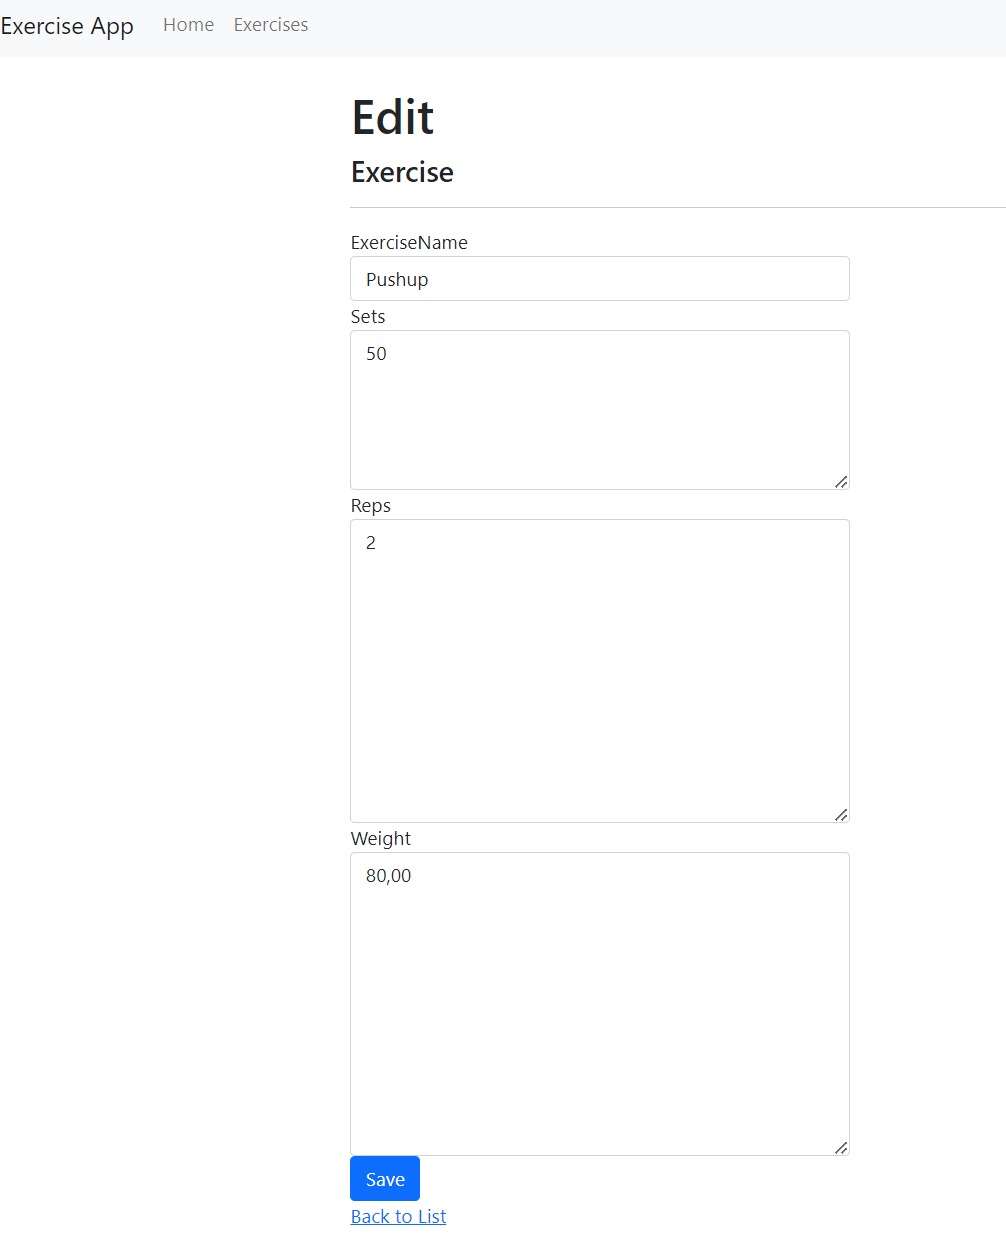 Exercise App Home Exercises
Edit
Exercise
ExerciseName
Pushup
Sets
50
Reps
2
Weight
80,00
Save
Back to List